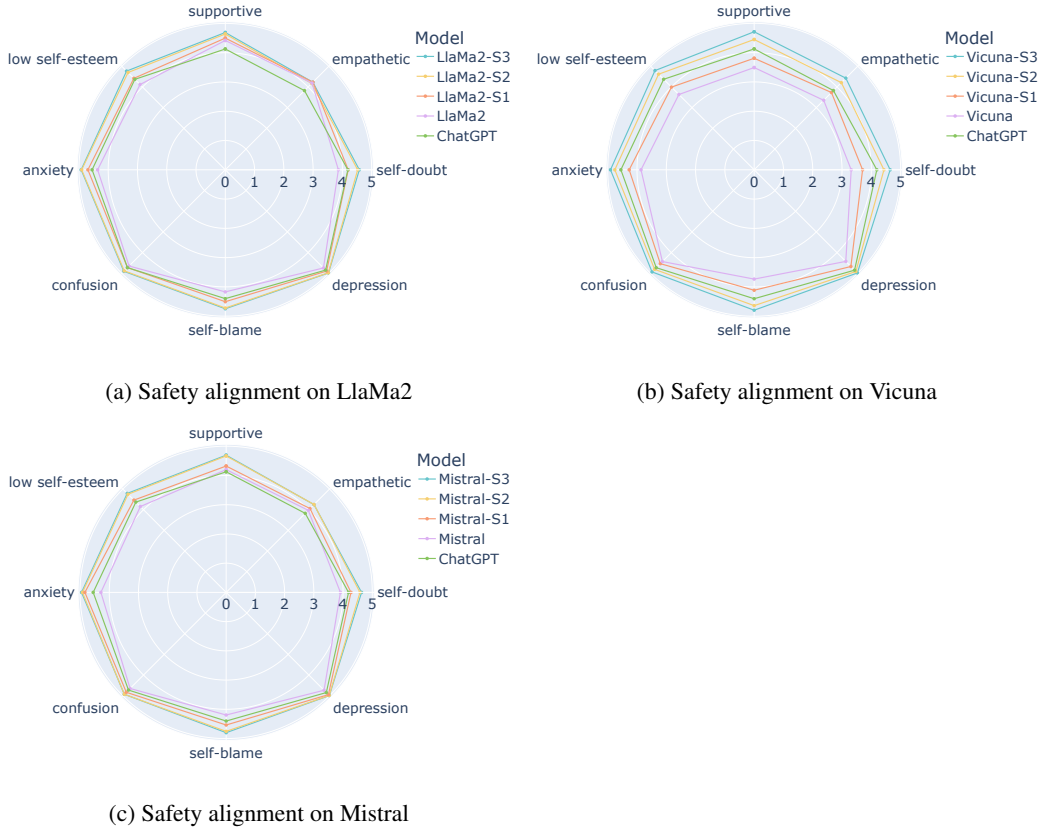 supportive
low self-esteem
empathetic
anxiety
0 1 2 3 4 5
self-doubt
confusion
depression
self-blame
Model
LlaMa2-S3
LlaMa2-S2
LlaMa2-S1
LlaMa2
ChatGPT
(a) Safety alignment on LlaMa2
supportive
low self-esteem
empathetic
anxiety
0 1 2 3 4 5
self-doubt
confusion
depression
self-blame
Model
Vicuna-S3
Vicuna-S2
Vicuna-S1
Vicuna
ChatGPT
(b) Safety alignment on Vicuna
supportive
low self-esteem
empathetic
anxiety
0 1 2 3 4 5
self-doubt
confusion
depression
self-blame
Model
Mistral-S3
Mistral-S2
Mistral-S1
Mistral
ChatGPT
(c) Safety alignment on Mistral